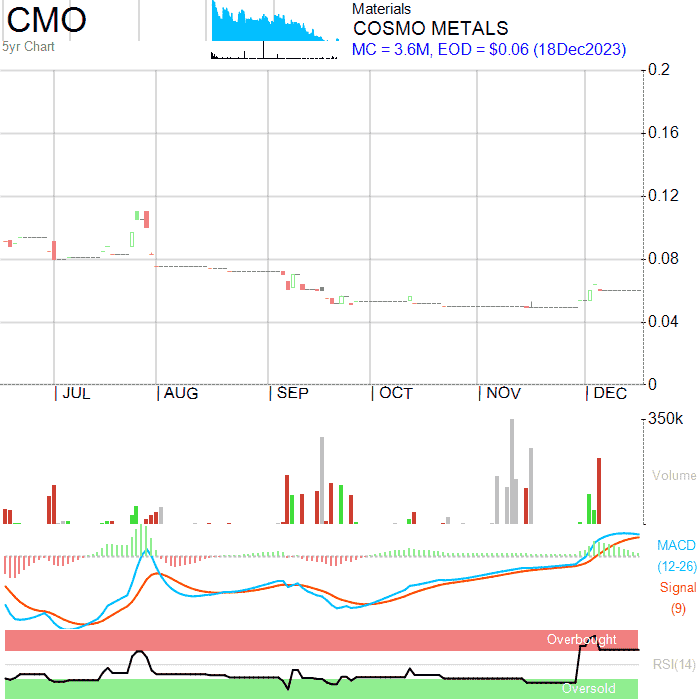 CMO
5yr Chart
Materials
COSMO METALS
MC = 3.6M, EOD = $0.06 (18Dec2023)
0.2
0.16
0.12
0.08
0.04
0
JUL AUG SEP OCT NOV DEC
350k
Volume
MACD
(12-26)
Signal
(9)
Overbought
RSI(14)
Oversold